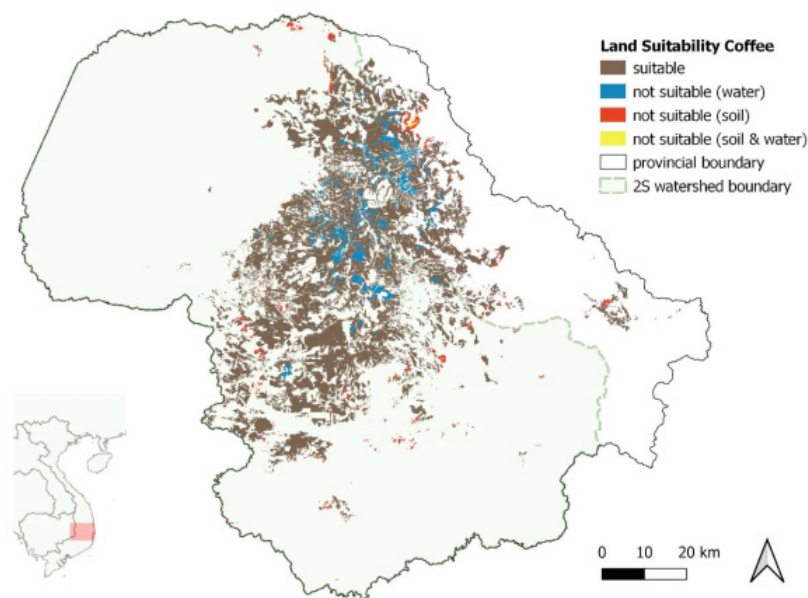 Land Suitability Coffee
suitable
not suitable (water)
not suitable (soil)
not suitable (soil & water)
provincial boundary
2S watershed boundary
0 10 20 km